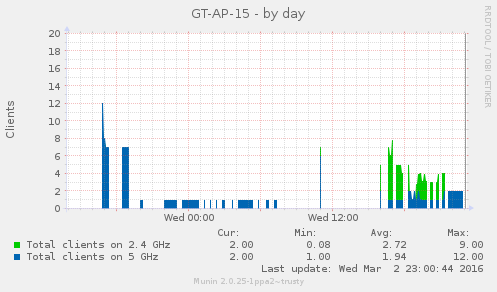 GT-AP-15 - by day
RRDTOOL / TOBI OETIKER
Clients
20
18
16
14
12
10
8
6
4
2
0
Wed 00:00 Wed 12:00
Cur: Min: Avg: Max:
Total clients on 2.4 GHz 2.00 0.08 2.72 9.00
Total clients on 5 GHz 2.00 1.00 1.94 12.00
Last update: Wed Mar 2 23:00:44 2016
Munin 2.0.25-1ppa2~trusty